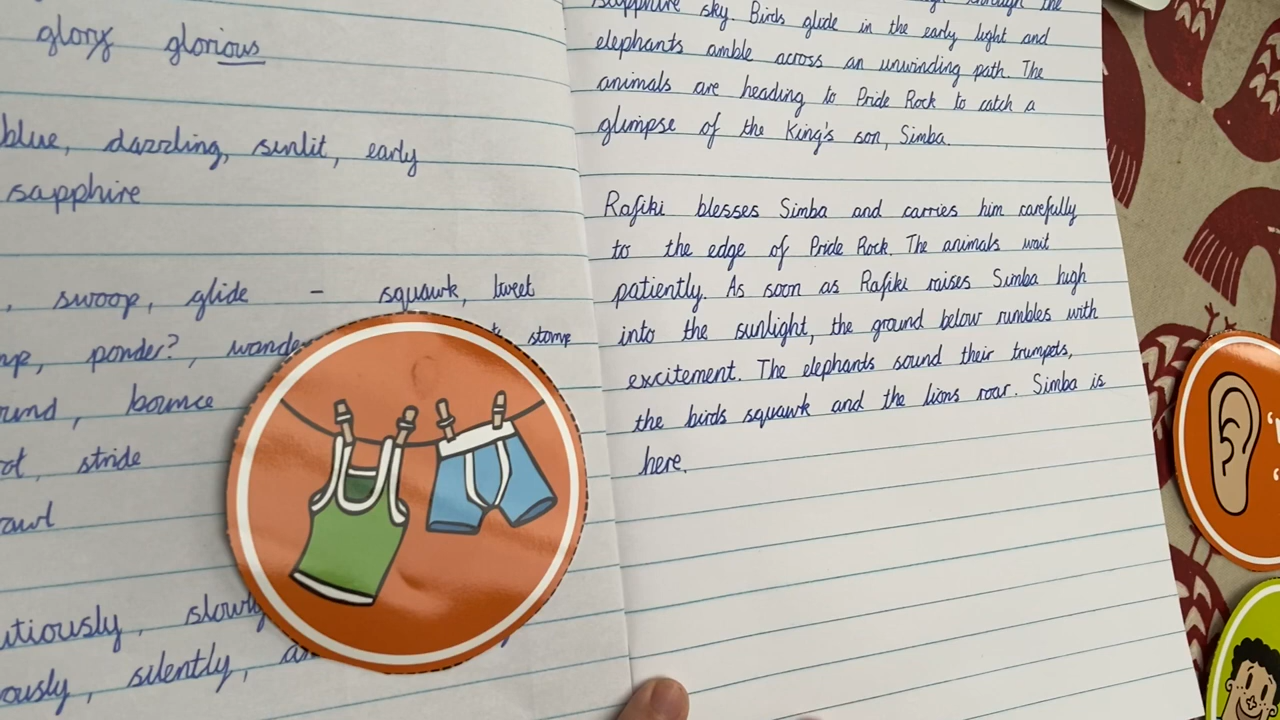 glory glorious
blue, dazzling, sunlit, early
sapphire
, swoop, glide - squawk, tweet
ponder?, stomp
bounce
stride
slowly
silently,
sapphire sky. Birds glide in the early light and
elephants amble across an unwinding path. The
animals are heading to Pride Rock to catch a
glimpse of the King's son, Simba.
Rafiki blesses Simba and carries him carefully
to the edge of Pride Rock. The animals wait
patiently. As soon as Rafiki raises Simba high
into the sunlight, the ground below rumbles with
excitement. The elephants sound their trumpets,
the birds squawk and the lions roar. Simba is
here.